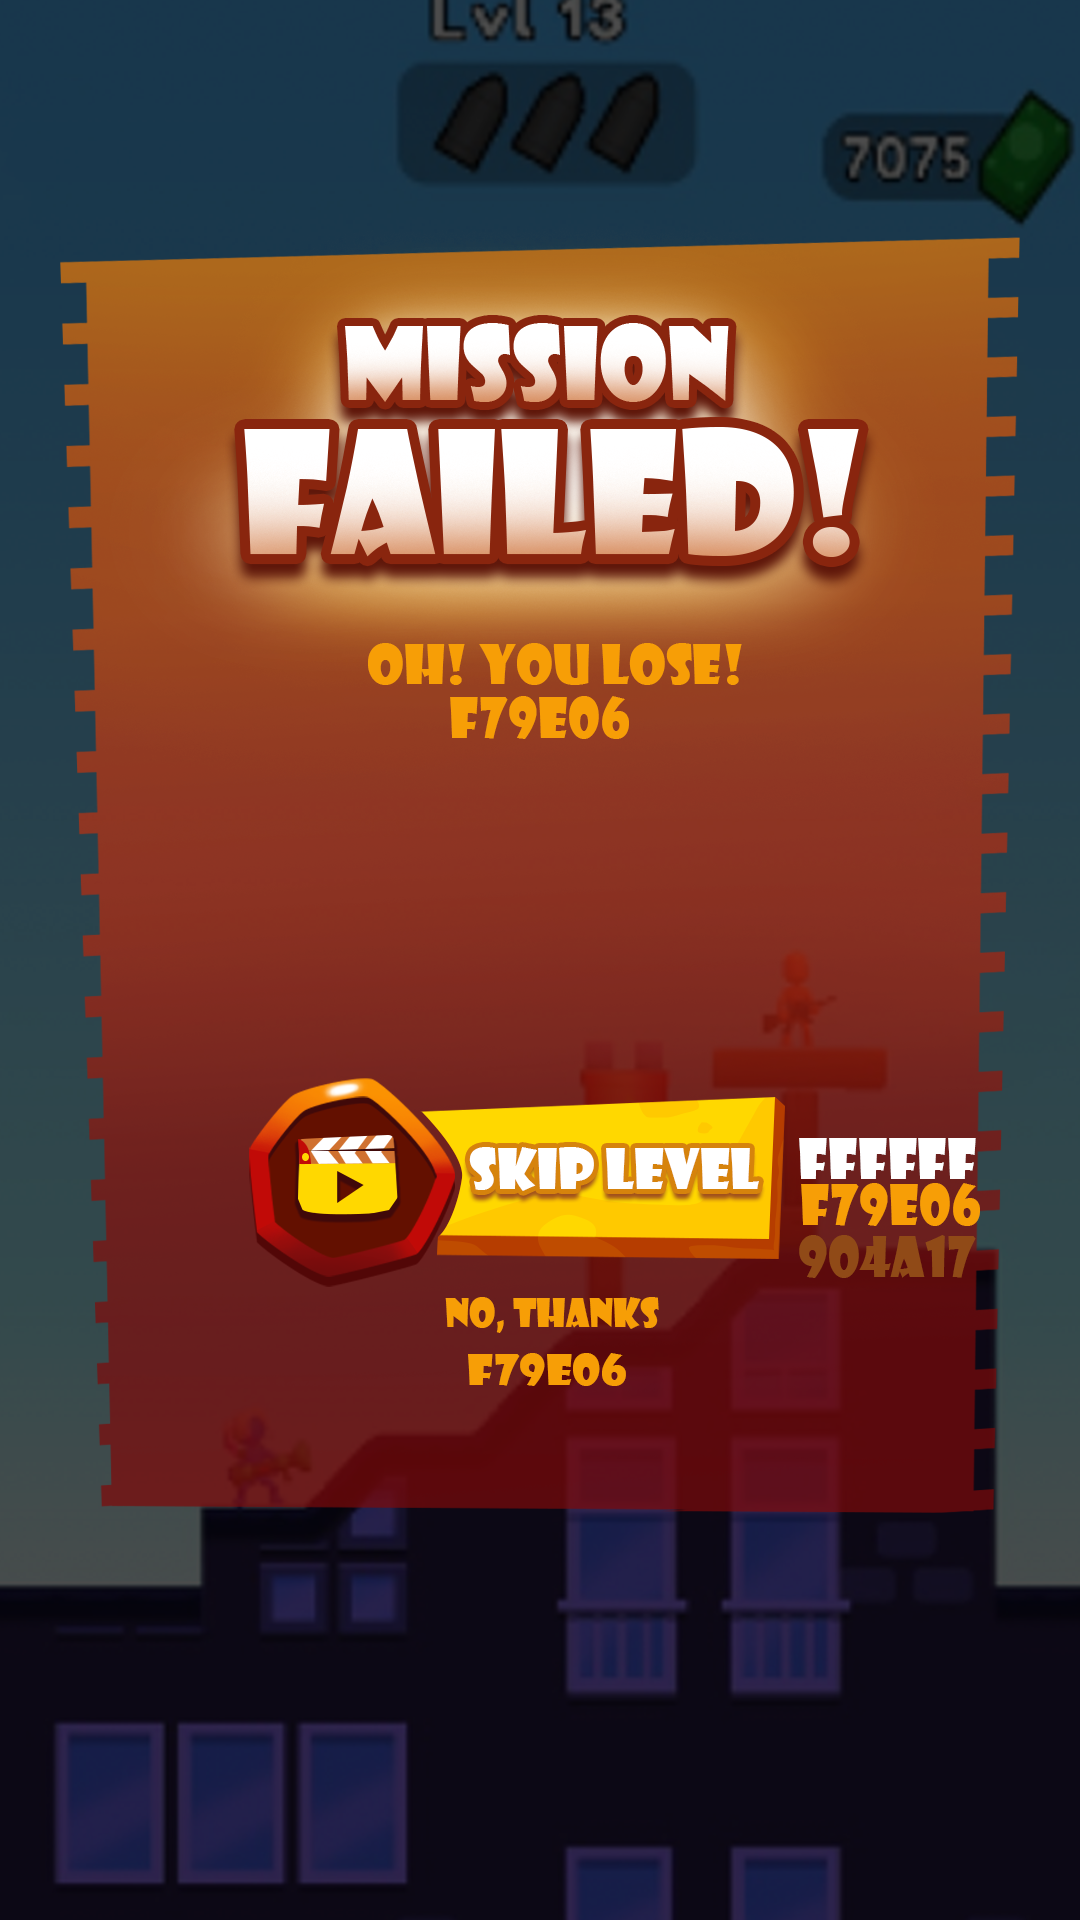 Lvl 13
7075
MISSION
FAILED!
OH! YOU LOSE!
F79E06
SKIP LEVEL
FFFFFF
F79E06
904A17
NO, THANKS
F79E06